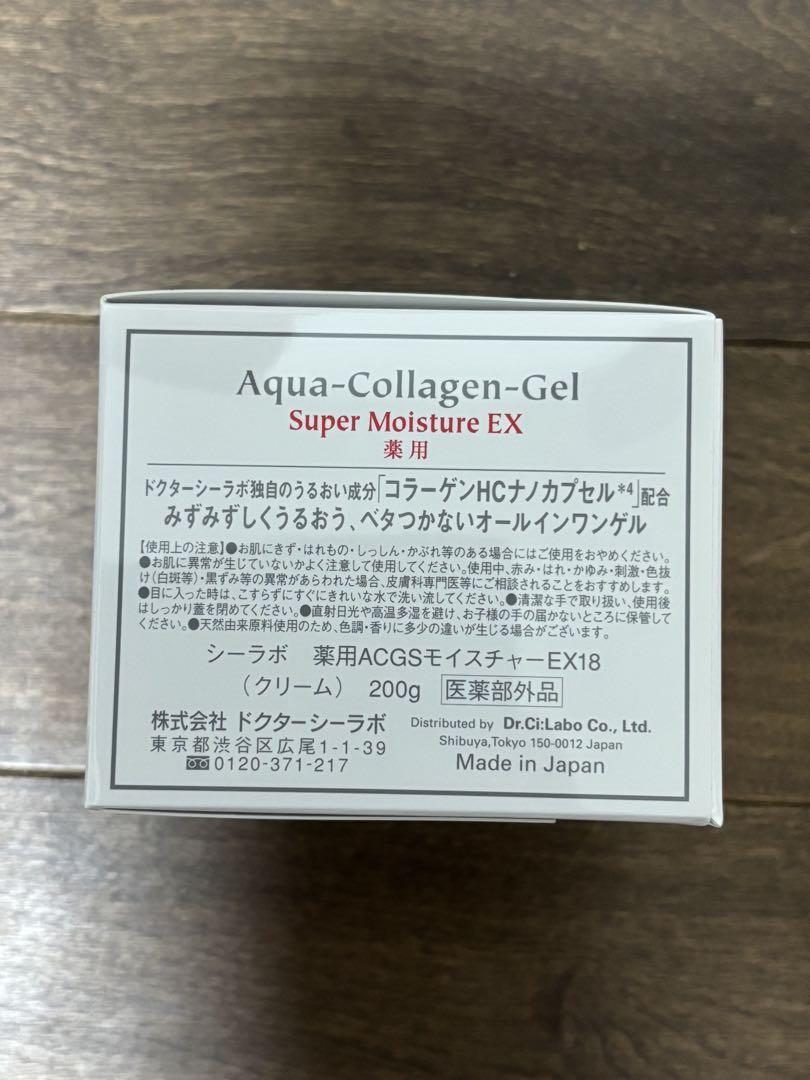 Aqua-Collagen-Gel
Super Moisture EX
薬用
ドクターシーラボ独自のうるおい成分「コラーゲンHCナノカプセル*4」配合
みずみずしくうるおう、ベタつかないオールインワンゲル
【使用上の注意】●お肌にきず・はれもの・しっしん・かぶれ等のある場合にはご使用をおやめください。
●お肌に異常が生じていないかよく注意して使用してください。使用中、赤み・はれ・かゆみ・刺激・色抜
け(白斑等)・黒ずみ等の異常があらわれた場合、皮膚科専門医等にご相談されることをおすすめします。
●目に入った時は、こすらずにすぐにきれいな水で洗い流してください。●清潔な手で取り扱い、使用後
はしっかり蓋を閉めてください。●直射日光や高温多湿を避け、お子様の手の届かないところに保管して
ください。●天然由来原料使用のため、色調・香りに多少の違いが生じる場合がございます。
シーラボ 薬用ACGSモイスチャーEX18
(クリーム) 200g 医薬部外品
株式会社 ドクターシーラボ
東京都渋谷区広尾1-1-39
0120-371-217
Distributed by Dr.Ci:Labo Co., Ltd.
Shibuya,Tokyo 150-0012 Japan
Made in Japan